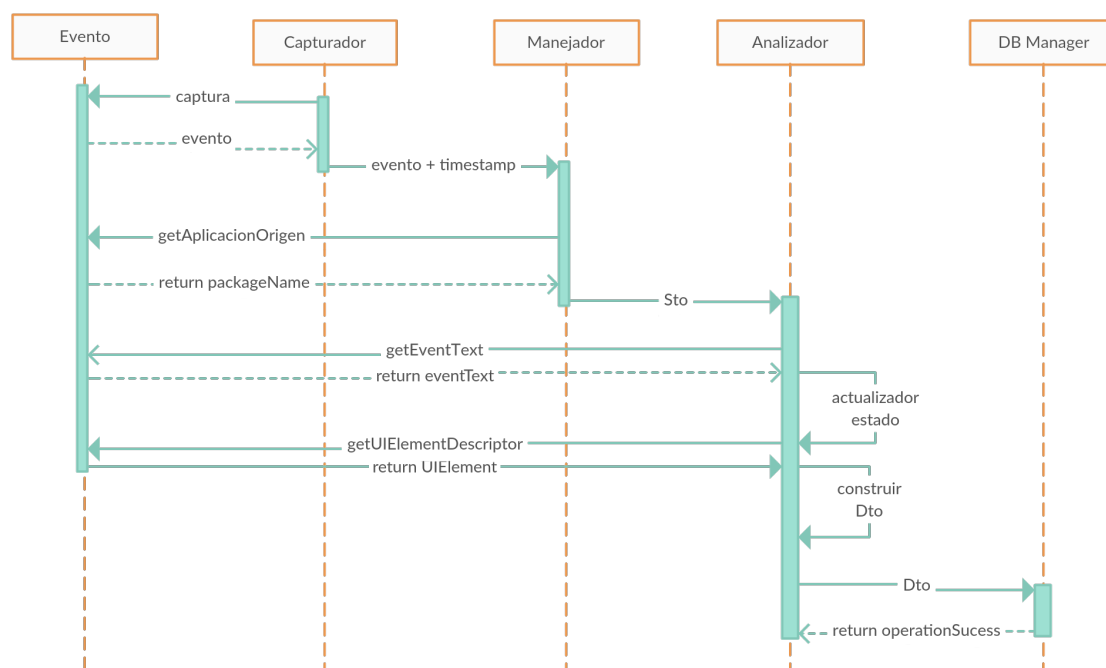 Evento
Capturador
Manejador
Analizador
DB Manager
captura
evento
evento + timestamp
getAplicacionOrigen
return packageName
Sto
getEventText
return eventText
actualizador
estado
getUIElementDescriptor
return UIElement
construir
Dto
Dto
return operationSucess